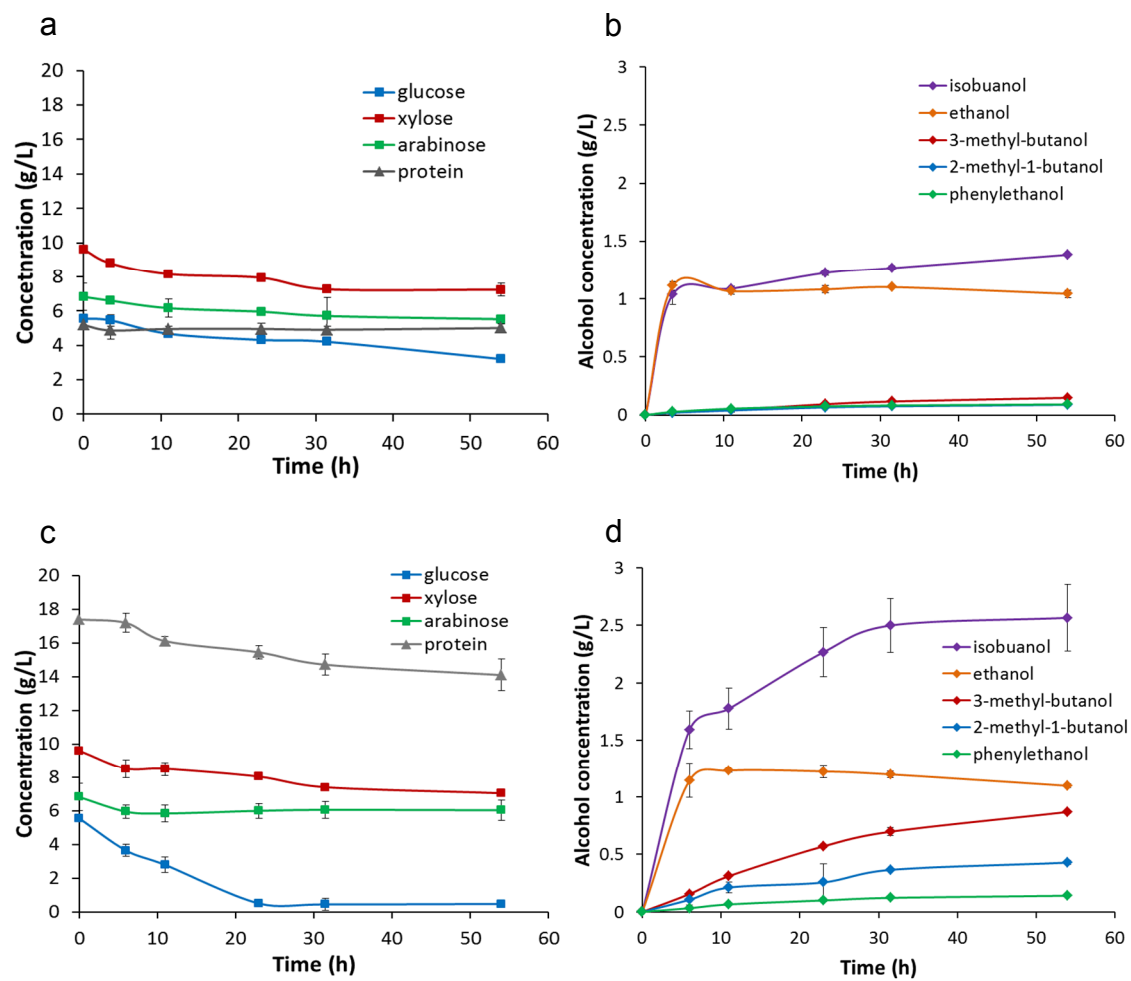 a
Concetnration (g/L)
20
18
16
14
12
10
8
6
4
2
0
glucose
xylose
arabinose
protein
0 10 20 30 40 50 60
Time (h)
b
Alcohol concentration (g/L)
3
2.5
2
1.5
1
0.5
0
isobuanol
ethanol
3-methyl-butanol
2-methyl-1-butanol
phenylethanol
0 10 20 30 40 50 60
Time (h)
c
Concentration (g/L)
20
18
16
14
12
10
8
6
4
2
0
glucose
xylose
arabinose
protein
0 10 20 30 40 50 60
Time (h)
d
Alcohol concentration (g/L)
3
2.5
2
1.5
1
0.5
0
isobuanol
ethanol
3-methyl-butanol
2-methyl-1-butanol
phenylethanol
0 10 20 30 40 50 60
Time (h)